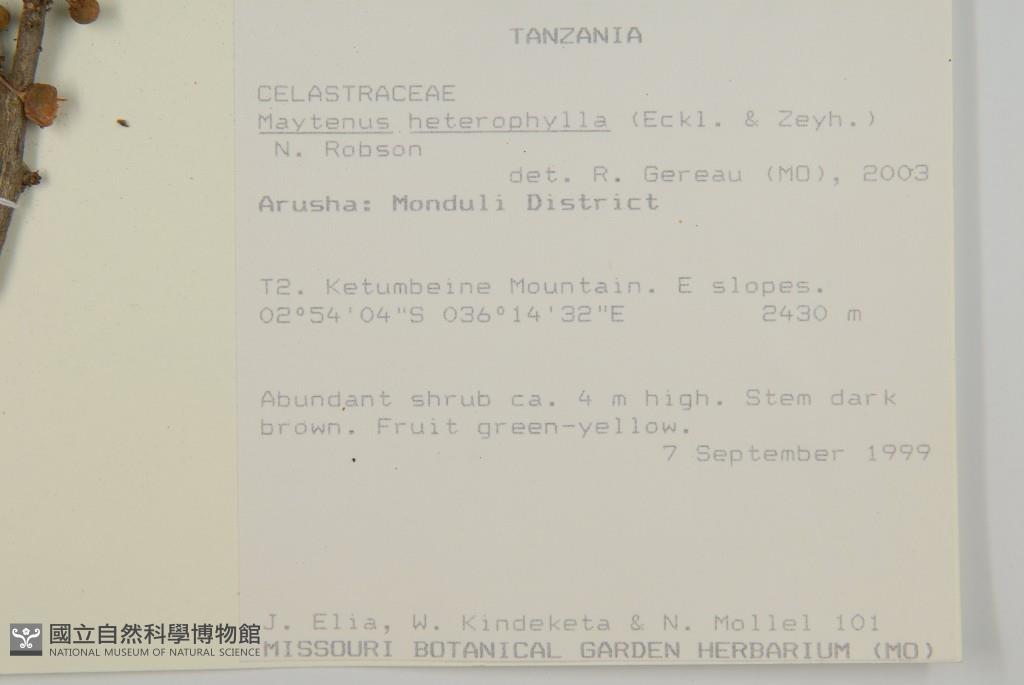 TANZANIA
CELASTRACEAE
Maytenus heterophylla (Eckl. & Zeyh.)
N. Robson
det. R. Gereau (MO), 2003
Arusha: Monduli District
T2. Ketumbeine Mountain. E slopes.
02°54'04"S 036°14'32"E 2430 m
Abundant shrub ca. 4 m high. Stem dark
brown. Fruit green-yellow.
7 September 1999
J. Elia, W. Kindeketa & N. Mollel 101
MISSOURI BOTANICAL GARDEN HERBARIUM (MO)
國立自然科學博物館
NATIONAL MUSEUM OF NATURAL SCIENCE